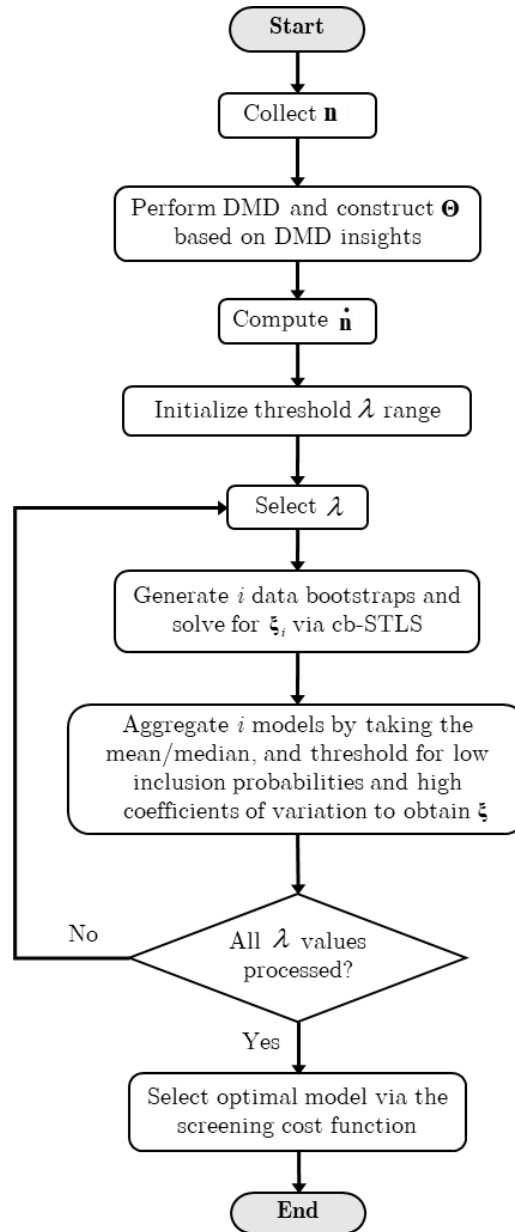 Start
Collect n
Perform DMD and construct Θ
based on DMD insights
Compute ṅ
Initialize threshold λ range
Select λ
Generate i data bootstraps and
solve for ξᵢ via cb-STLS
Aggregate i models by taking the
mean/median, and threshold for low
inclusion probabilities and high
coefficients of variation to obtain ξ
No
All λ values
processed?
Yes
Select optimal model via the
screening cost function
End